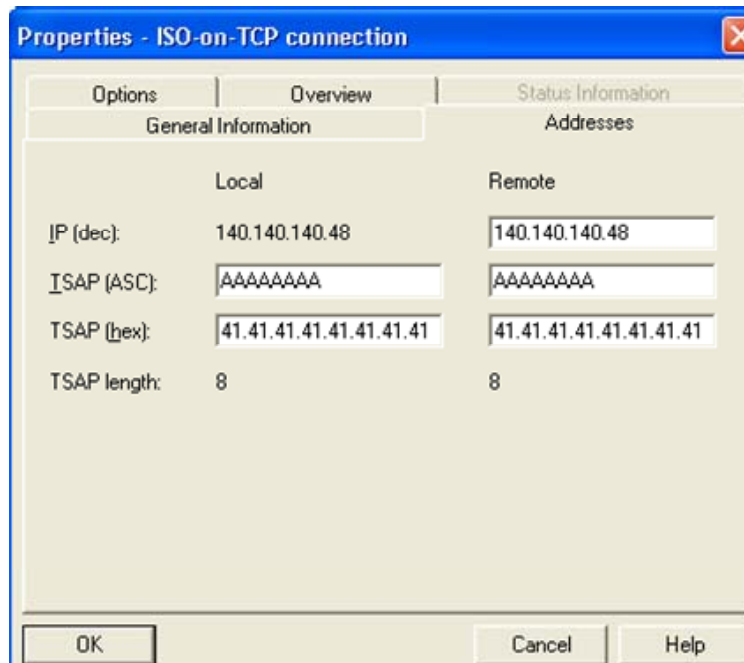 Properties - ISO-on-TCP connection
Options Overview Status Information
General Information Addresses
Local Remote
IP (dec): 140.140.140.48 140.140.140.48
TSAP (ASC): AAAAAAAA AAAAAAAA
TSAP (hex): 41.41.41.41.41.41.41.41 41.41.41.41.41.41.41.41
TSAP length: 8 8
OK Cancel Help